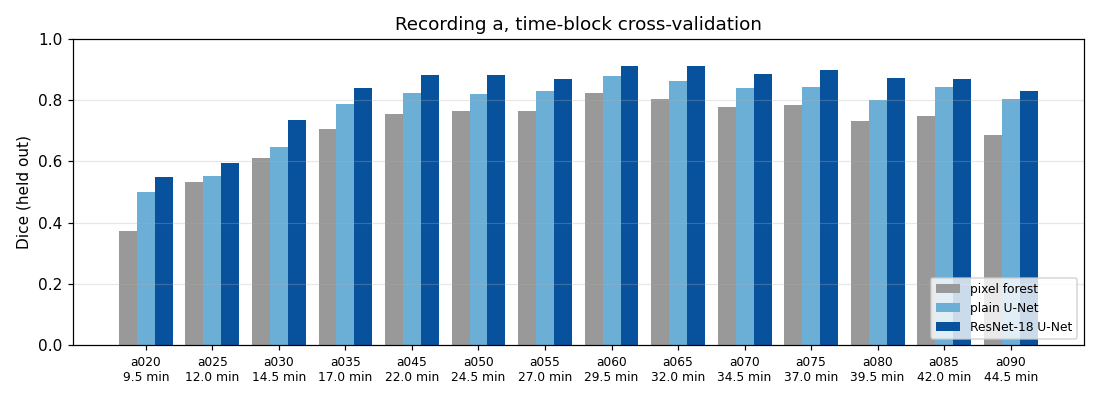 Recording a, time-block cross-validation
Dice (held out)
1.0
0.8
0.6
0.4
0.2
0.0
pixel forest
plain U-Net
ResNet-18 U-Net
a020 a025 a030 a035 a045 a050 a055 a060 a065 a070 a075 a080 a085 a090
9.5 min 12.0 min 14.5 min 17.0 min 22.0 min 24.5 min 27.0 min 29.5 min 32.0 min 34.5 min 37.0 min 39.5 min 42.0 min 44.5 min